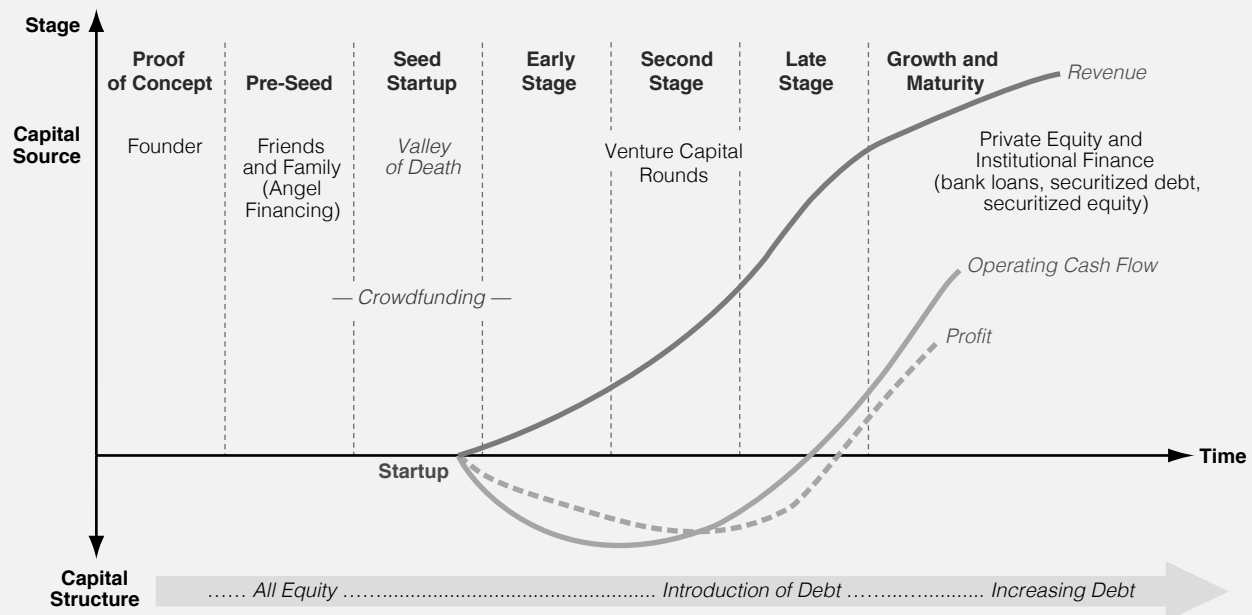 Stage
Proof
of Concept
Pre-Seed
Seed
Startup
Early
Stage
Second
Stage
Late
Stage
Growth and
Maturity
Revenue
Capital
Source
Founder
Friends
and Family
(Angel
Financing)
Valley
of Death
Venture Capital
Rounds
Private Equity and
Institutional Finance
(bank loans, securitized debt,
securitized equity)
Operating Cash Flow
— Crowdfunding —
Profit
Startup
Time
Capital
Structure
...... All Equity ...................................................... Introduction of Debt ........................ Increasing Debt